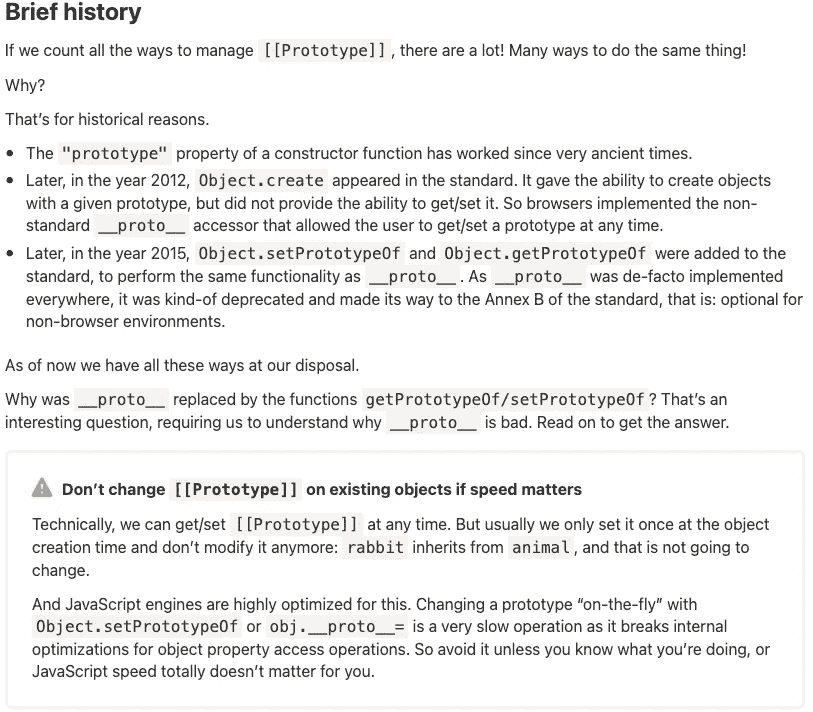 Brief history
If we count all the ways to manage [[Prototype]], there are a lot! Many ways to do the same thing!
Why?
That’s for historical reasons.
• The "prototype" property of a constructor function has worked since very ancient times.
• Later, in the year 2012, Object.create appeared in the standard. It gave the ability to create objects
with a given prototype, but did not provide the ability to get/set it. So browsers implemented the non-
standard __proto__ accessor that allowed the user to get/set a prototype at any time.
• Later, in the year 2015, Object.setPrototypeOf and Object.getPrototypeOf were added to the
standard, to perform the same functionality as __proto__. As __proto__ was de-facto implemented
everywhere, it was kind-of deprecated and made its way to the Annex B of the standard, that is: optional for
non-browser environments.
As of now we have all these ways at our disposal.
Why was __proto__ replaced by the functions getPrototypeOf/setPrototypeOf? That’s an
interesting question, requiring us to understand why __proto__ is bad. Read on to get the answer.
Don’t change [[Prototype]] on existing objects if speed matters
Technically, we can get/set [[Prototype]] at any time. But usually we only set it once at the object
creation time and don’t modify it anymore: rabbit inherits from animal, and that is not going to
change.
And JavaScript engines are highly optimized for this. Changing a prototype “on-the-fly” with
Object.setPrototypeOf or obj.__proto__= is a very slow operation as it breaks internal
optimizations for object property access operations. So avoid it unless you know what you’re doing, or
JavaScript speed totally doesn’t matter for you.